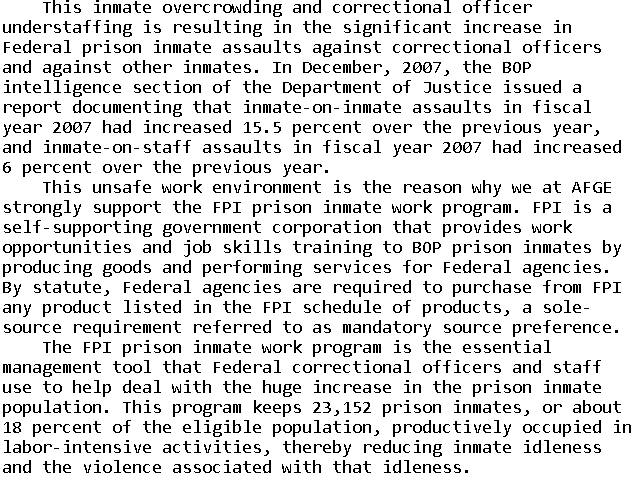 This inmate overcrowding and correctional officer
understaffing is resulting in the significant increase in
Federal prison inmate assaults against correctional officers
and against other inmates. In December, 2007, the BOP
intelligence section of the Department of Justice issued a
report documenting that inmate-on-inmate assaults in fiscal
year 2007 had increased 15.5 percent over the previous year,
and inmate-on-staff assaults in fiscal year 2007 had increased
6 percent over the previous year.
This unsafe work environment is the reason why we at AFGE
strongly support the FPI prison inmate work program. FPI is a
self-supporting government corporation that provides work
opportunities and job skills training to BOP prison inmates by
producing goods and performing services for Federal agencies.
By statute, Federal agencies are required to purchase from FPI
any product listed in the FPI schedule of products, a sole-
source requirement referred to as mandatory source preference.
The FPI prison inmate work program is the essential
management tool that Federal correctional officers and staff
use to help deal with the huge increase in the prison inmate
population. This program keeps 23,152 prison inmates, or about
18 percent of the eligible population, productively occupied in
labor-intensive activities, thereby reducing inmate idleness
and the violence associated with that idleness.